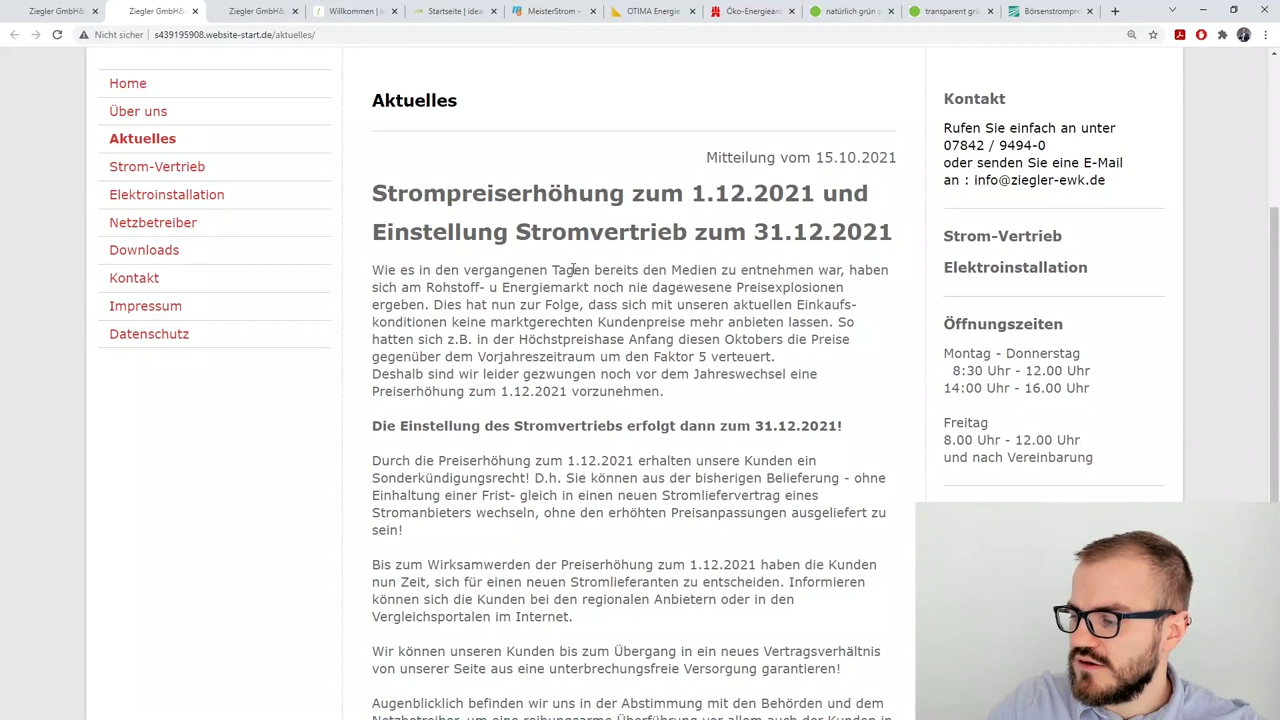 Ziegler GmbH&
Ziegler GmbH&
Ziegler GmbH&
Willkommen | 
Startseite | idea
MeisterStrom –
OTIMA Energie
Öko-Energieant
natürlich grün s
transparent grün
Börsenstrompre
Nicht sicher | s439195908.website-start.de/aktuelles/
Home
Über uns
Aktuelles
Strom-Vertrieb
Elektroinstallation
Netzbetreiber
Downloads
Kontakt
Impressum
Datenschutz
Aktuelles
Mitteilung vom 15.10.2021
Strompreiserhöhung zum 1.12.2021 und
Einstellung Stromvertrieb zum 31.12.2021
Wie es in den vergangenen Tagen bereits den Medien zu entnehmen war, haben
sich am Rohstoff- u Energiemarkt noch nie dagewesene Preisexplosionen
ergeben. Dies hat nun zur Folge, dass sich mit unseren aktuellen Einkaufs-
konditionen keine marktgerechten Kundenpreise mehr anbieten lassen. So
hatten sich z.B. in der Höchstpreishase Anfang diesen Oktobers die Preise
gegenüber dem Vorjahreszeitraum um den Faktor 5 verteuert.
Deshalb sind wir leider gezwungen noch vor dem Jahreswechsel eine
Preiserhöhung zum 1.12.2021 vorzunehmen.
Die Einstellung des Stromvertriebs erfolgt dann zum 31.12.2021!
Durch die Preiserhöhung zum 1.12.2021 erhalten unsere Kunden ein
Sonderkündigungsrecht! D.h. Sie können aus der bisherigen Belieferung - ohne
Einhaltung einer Frist- gleich in einen neuen Stromliefervertrag eines
Stromanbieters wechseln, ohne den erhöhten Preisanpassungen ausgeliefert zu
sein!
Bis zum Wirksamwerden der Preiserhöhung zum 1.12.2021 haben die Kunden
nun Zeit, sich für einen neuen Stromlieferanten zu entscheiden. Informieren
können sich die Kunden bei den regionalen Anbietern oder in den
Vergleichsportalen im Internet.
Wir können unseren Kunden bis zum Übergang in ein neues Vertragsverhältnis
von unserer Seite aus eine unterbrechungsfreie Versorgung garantieren!
Augenblicklich befinden wir uns in der Abstimmung mit den Behörden und dem
Netzbetreiber, um eine reibungsarme Überführung vor allem auch der Kunden in
Kontakt
Rufen Sie einfach an unter
07842 / 9494-0
oder senden Sie eine E-Mail
an : info@ziegler-ewk.de
Strom-Vertrieb
Elektroinstallation
Öffnungszeiten
Montag - Donnerstag
8:30 Uhr - 12.00 Uhr
14:00 Uhr - 16.00 Uhr
Freitag
8.00 Uhr - 12.00 Uhr
und nach Vereinbarung